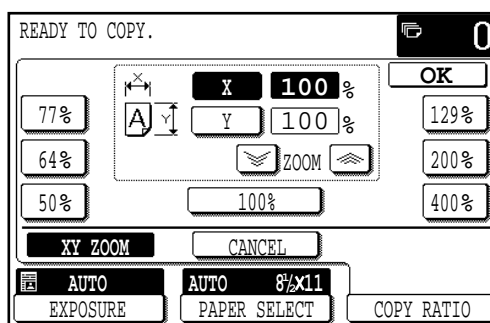 READY TO COPY. 0
OK
X
X 100 %
A Y Y 100 %
77% 129%
64% ZOOM 200%
50% 100% 400%
XY ZOOM CANCEL
AUTO AUTO 8½x11
EXPOSURE PAPER SELECT COPY RATIO